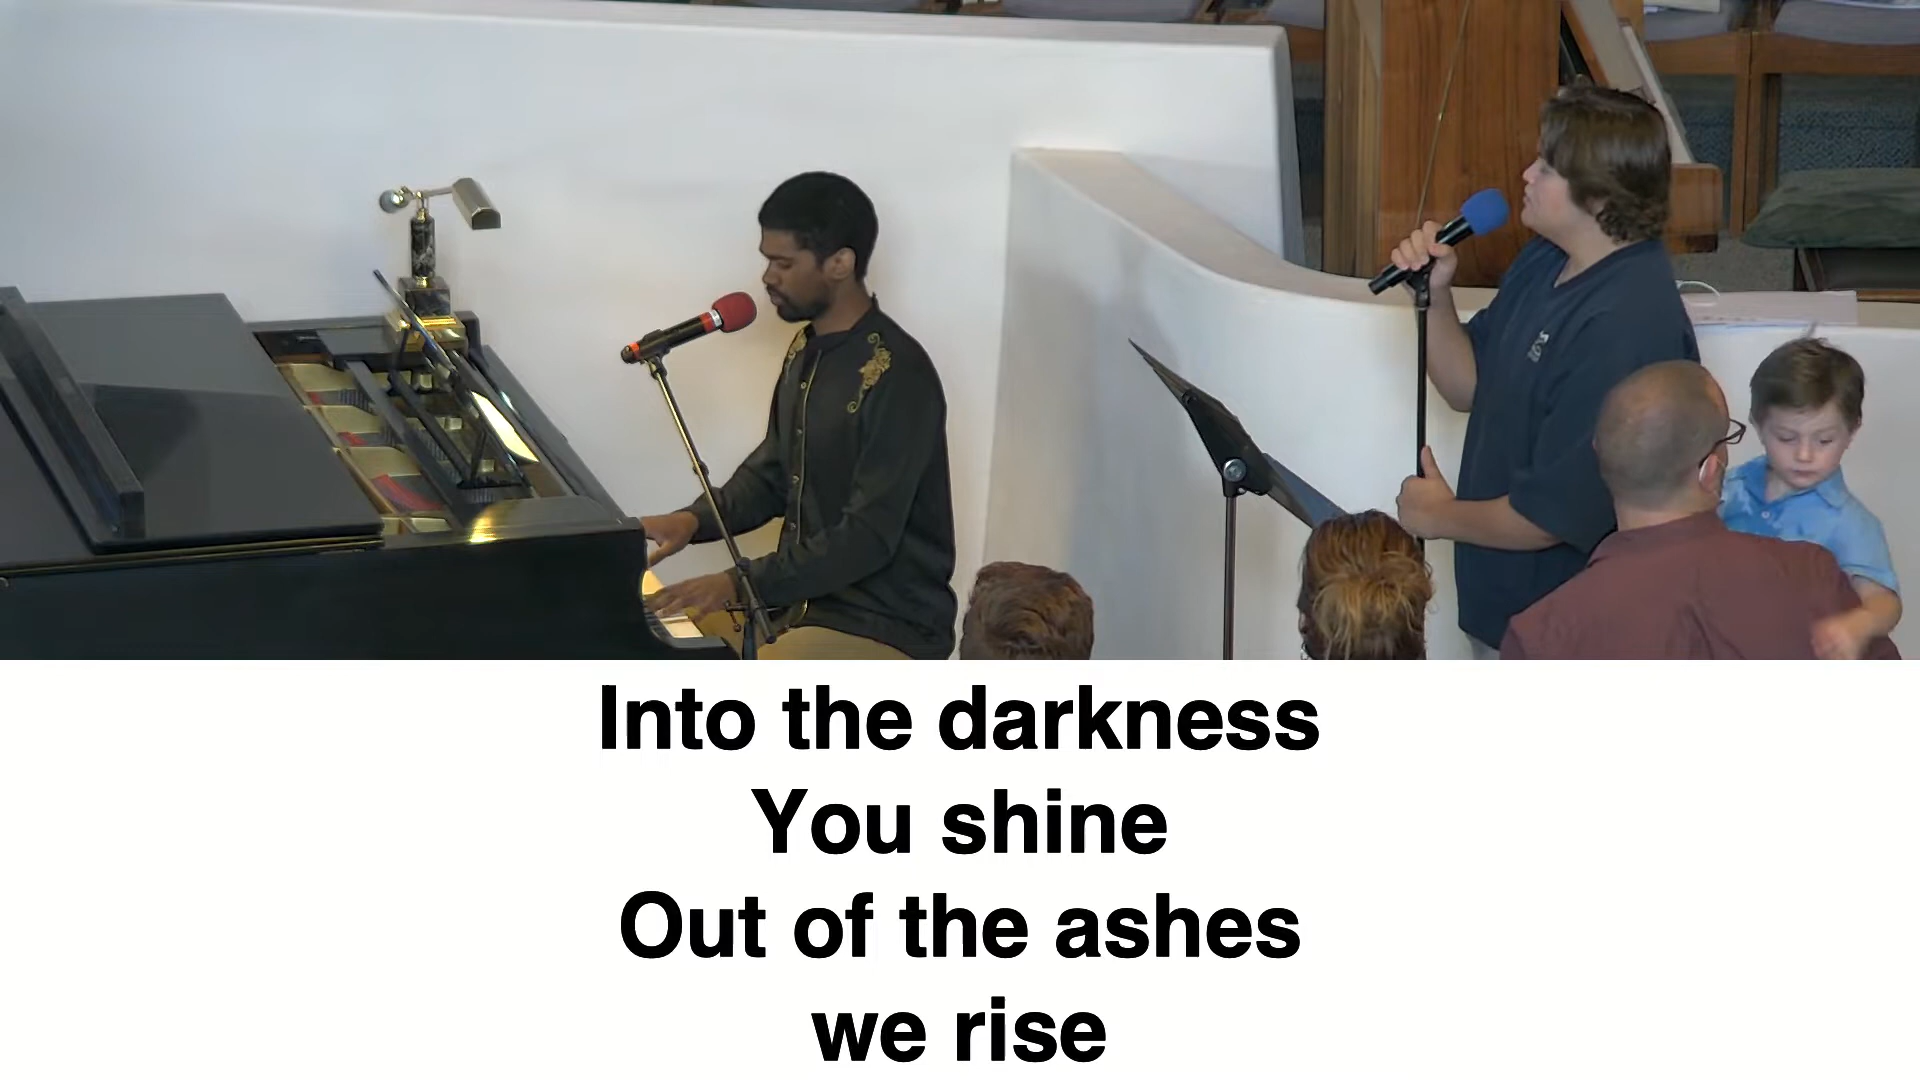 Into the darkness
You shine
Out of the ashes
we rise